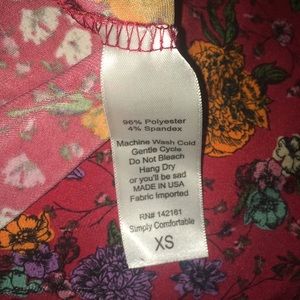 96% Polyester
4% Spandex
Machine Wash Cold
Gentle Cycle
Do Not Bleach
Hang Dry
or you'll be sad
MADE IN USA
Fabric Imported
RN# 142161
Simply Comfortable
XS